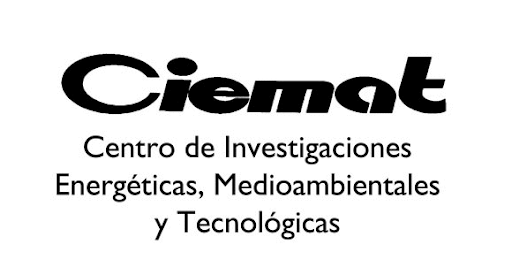 Ciemat
Centro de Investigaciones
Energéticas, Medioambientales
y Tecnológicas